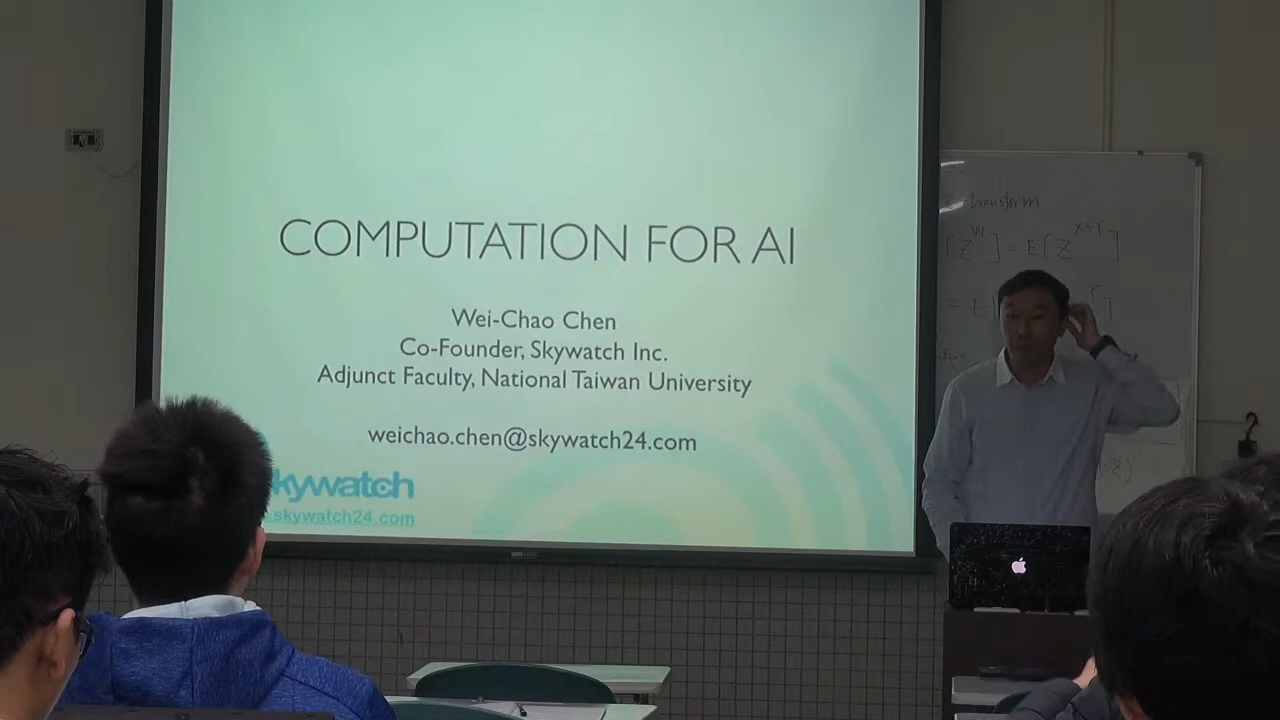 COMPUTATION FOR AI
Wei-Chao Chen
Co-Founder, Skywatch Inc.
Adjunct Faculty, National Taiwan University
weichao.chen@skywatch24.com
kywatch
skywatch24.com
transform
[Z^W] = E[Z^{X+Y}]